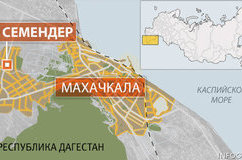 СЕМЕНДЕР
МАХАЧКАЛА
КАСПИЙСКОЕ
МОРЕ
РЕСПУБЛИКА ДАГЕСТАН